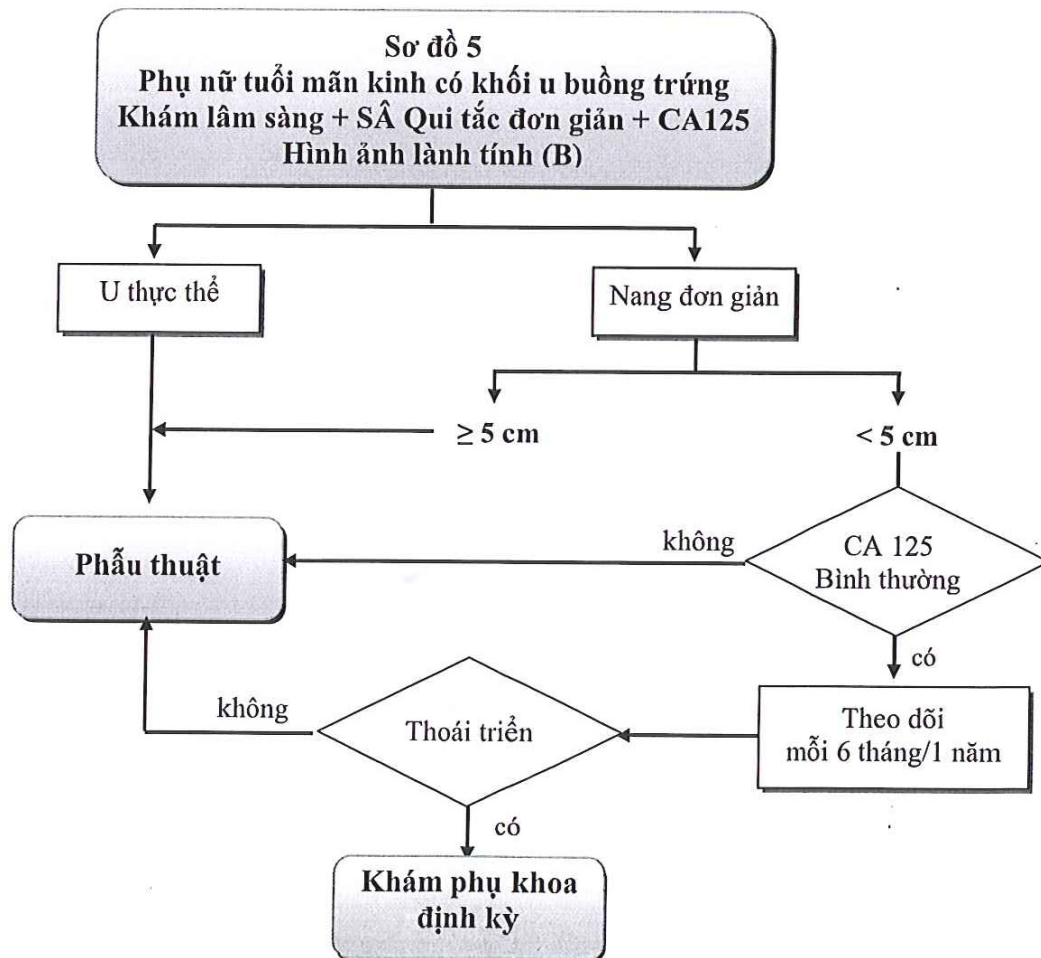 Sơ đồ 5
Phụ nữ tuổi mãn kinh có khối u buồng trứng
Khám lâm sàng + SÂ Qui tắc đơn giản + CA125
Hình ảnh lành tính (B)
U thực thể
Nang đơn giản
≥ 5 cm
< 5 cm
Phẫu thuật
không
CA 125
Bình thường
có
không
Thoái triển
Theo dõi
mỗi 6 tháng/1 năm
có
Khám phụ khoa
định kỳ